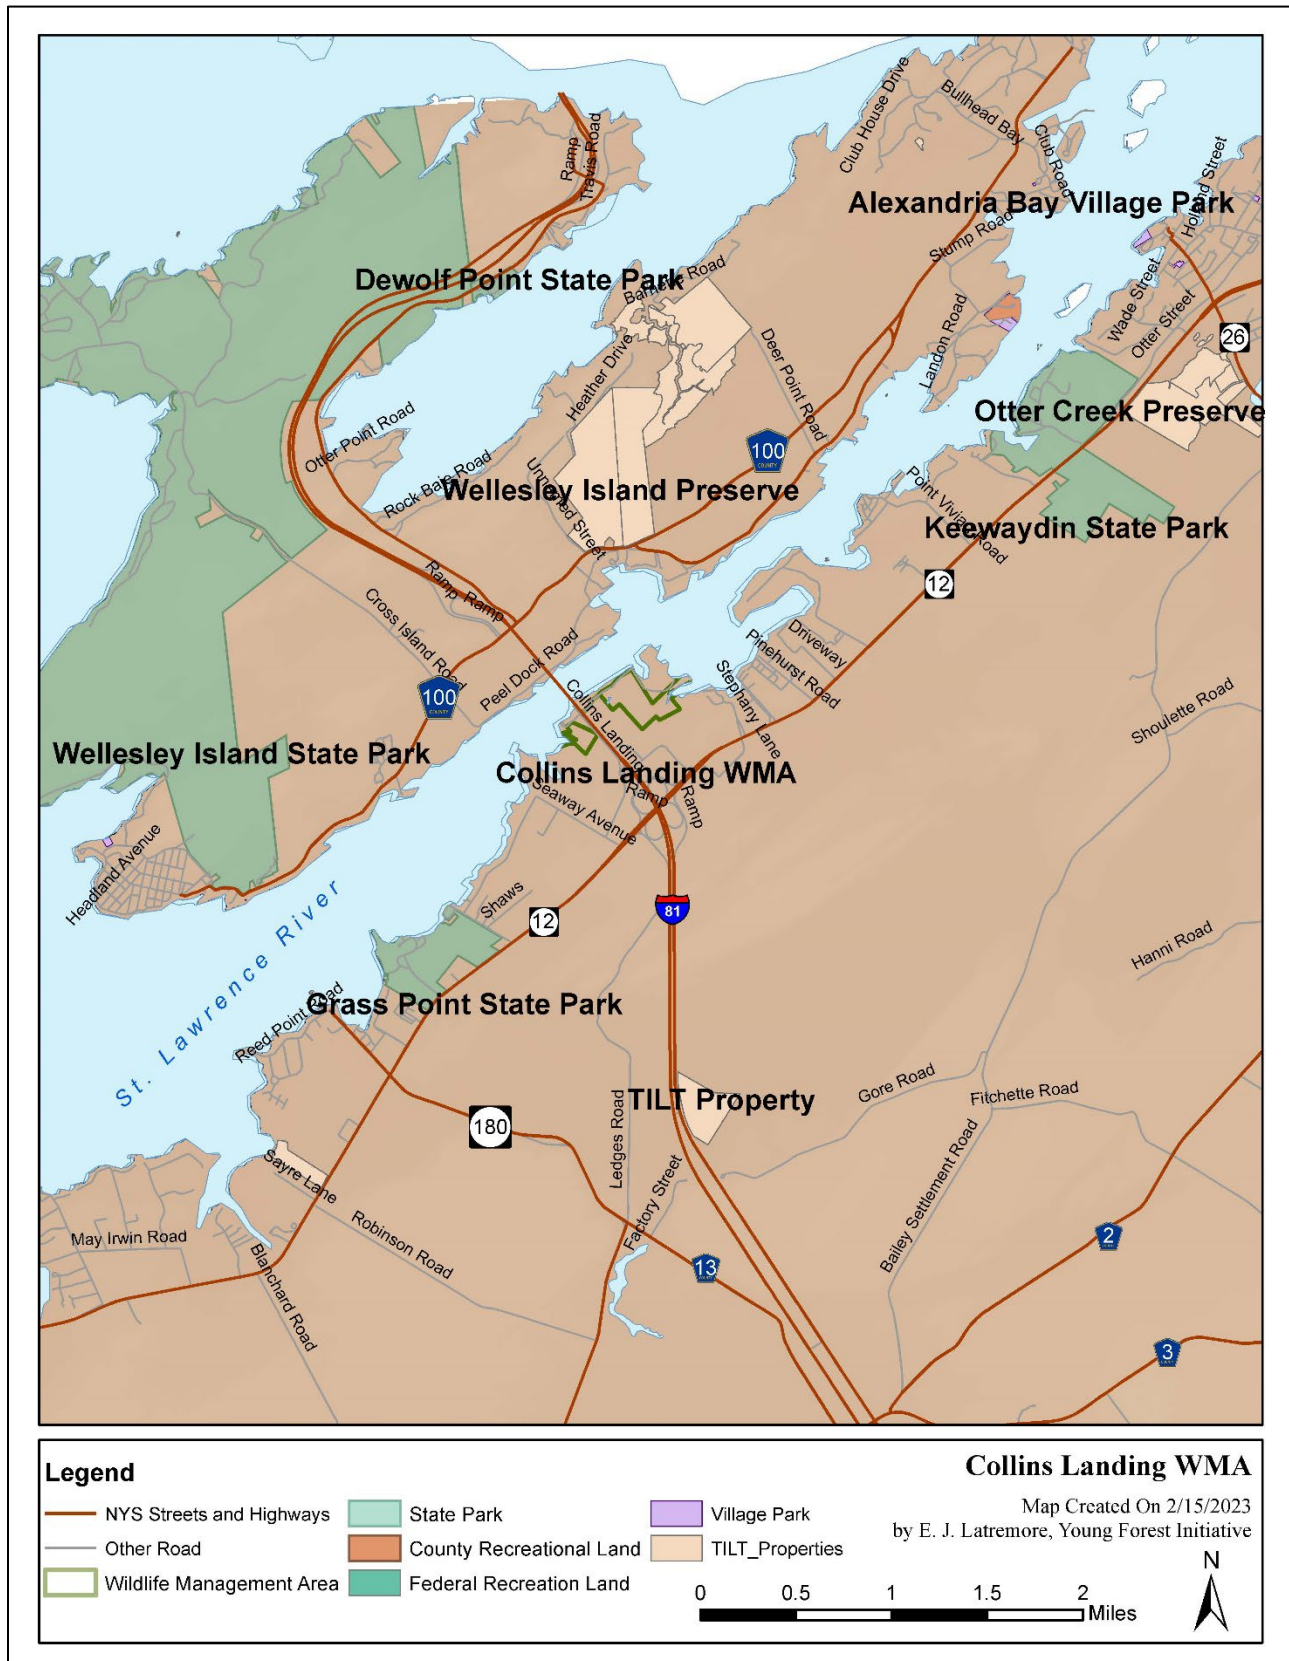 Club House Drive
Bullhead Bay
Club Road
Ramp
Travis Road
Holland Street
Alexandria Bay Village Park
Stump Road
Dewolf Point State Park
Wade Street
Otter Street
26
Landon Road
Heather Drive
Deer Point Road
Otter Creek Preserve
Otter Point Road
100
COUNTY
Rock Baie Road
Wellesley Island Preserve
Point Vivian Road
Keewaydin State Park
Ramp
Ramp
12
Cross Island Road
Peel Dock Road
Driveway
Pinehurst Road
Stephany Lane
100
COUNTY
Collins Landing
Shoulette Road
Wellesley Island State Park
Collins Landing WMA
Ramp
Ramp
Seaway Avenue
Headland Avenue
Shaws
12
81
St. Lawrence River
Hanni Road
Grass Point State Park
Reed Point Road
TILT Property
Gore Road
Fitchette Road
180
Ledges Road
Sayre Lane
Factory Street
Bailey Settlement Road
May Irwin Road
Robinson Road
Blanchard Road
2
13
3
Legend
NYS Streets and Highways
Other Road
Wildlife Management Area
State Park
County Recreational Land
Federal Recreation Land
Village Park
TILT_Properties
Collins Landing WMA
Map Created On 2/15/2023
by E. J. Latremore, Young Forest Initiative
N
0 0.5 1 1.5 2
Miles